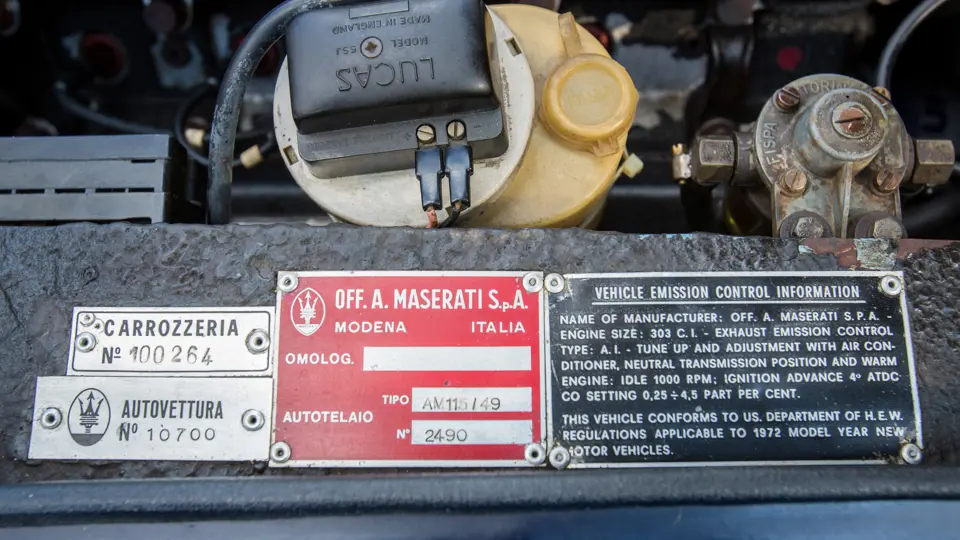 MADE IN ENGLAND
MODEL 6SJ
LUCAS
FISPA
CARROZZERIA
Nº 100264
AUTOVETTURA
Nº 10700
OFF. A. MASERATI S.p.A.
MODENA ITALIA
OMOLOG.
AUTOTELAIO
TIPO AM115/49
Nº 2490
VEHICLE EMISSION CONTROL INFORMATION
NAME OF MANUFACTURER: OFF. A. MASERATI S.P.A. -
ENGINE SIZE: 303 C.I. - EXHAUST EMISSION CONTROL
TYPE: A.I. - TUNE UP AND ADJUSTMENT WITH AIR CON-
DITIONER, NEUTRAL TRANSMISSION POSITION AND WARM
ENGINE: IDLE 1000 RPM; IGNITION ADVANCE 4º ATDC
CO SETTING 0,25 ÷ 4,5 PART PER CENT.
THIS VEHICLE CONFORMS TO US. DEPARTMENT OF H.E.W.
REGULATIONS APPLICABLE TO 1972 MODEL YEAR NEW
MOTOR VEHICLES.